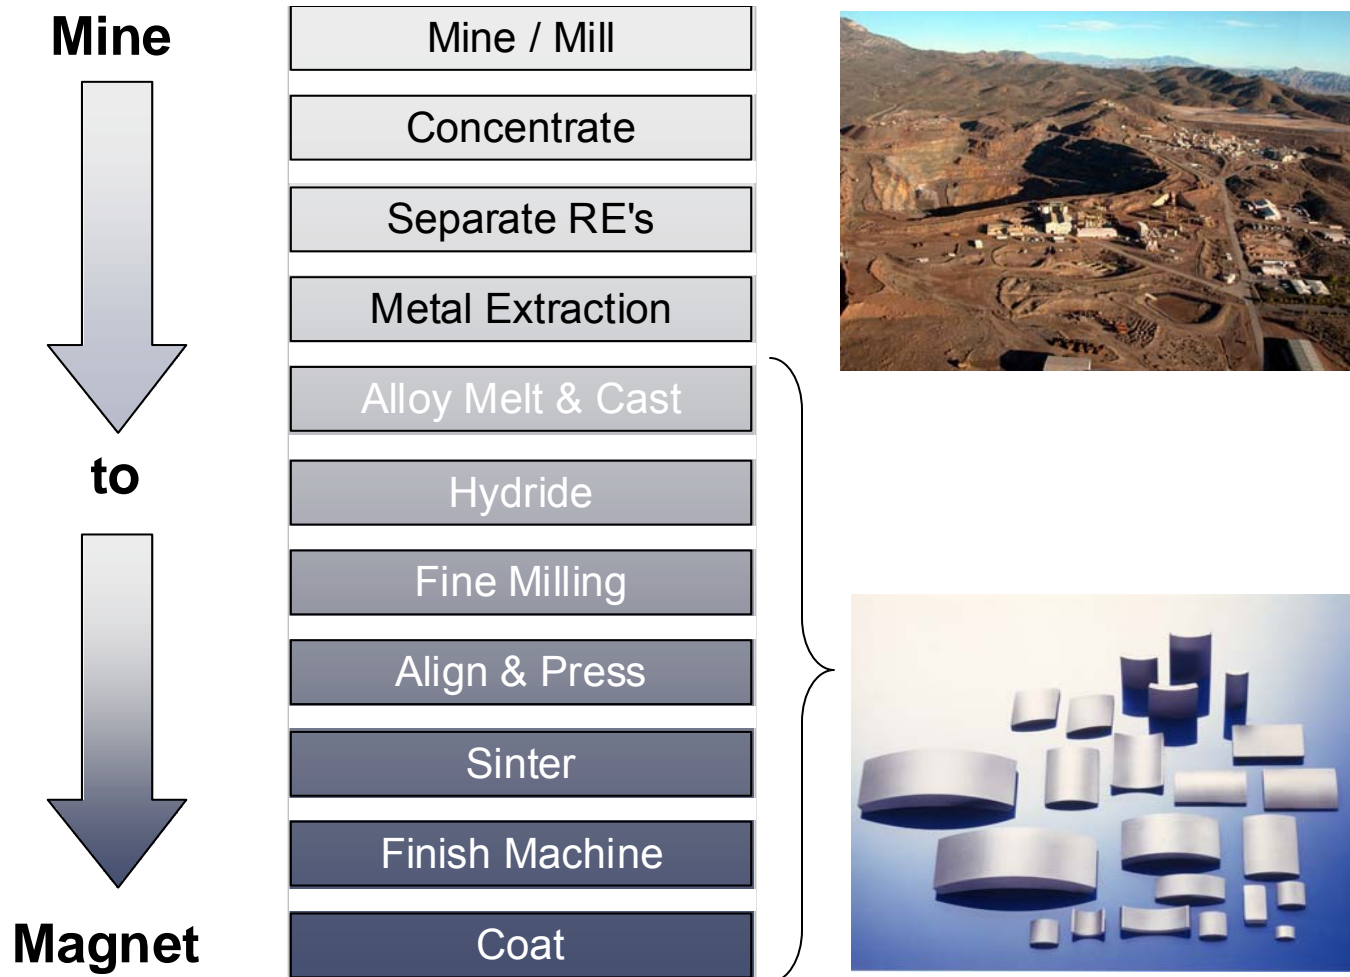 Mine
to
Magnet
Mine / Mill
Concentrate
Separate RE's
Metal Extraction
Alloy Melt & Cast
Hydride
Fine Milling
Align & Press
Sinter
Finish Machine
Coat